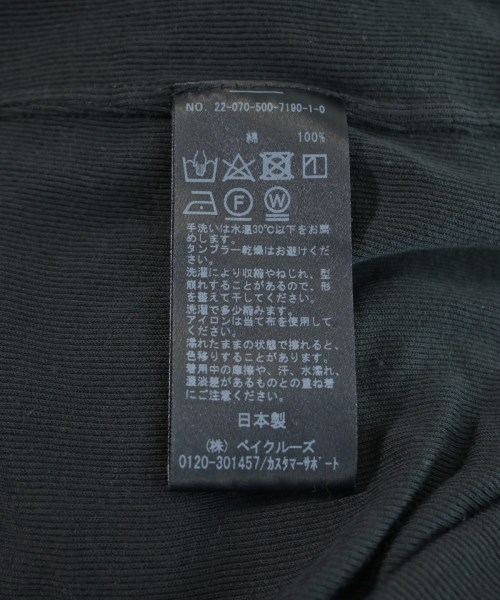 NO. 22-070-500-7190-1-0
綿 100%
F W
手洗いは水温30℃以下をお薦
めします。
タンブラー乾燥はお避けくださ
い。
洗濯により収縮やねじれ、型
崩れすることがあるので、形
を整えて干してください。
洗濯で多少縮みます。
アイロンは当て布を使用して
ください。
濡れたままの状態で擦れると、
色移りすることがあります。
着用中の摩擦や、汗、水濡れ、
濃淡差があるものとの重ね着
にご注意ください。
日本製
(株) ベイクルーズ
0120-301457/カスタマーサポート